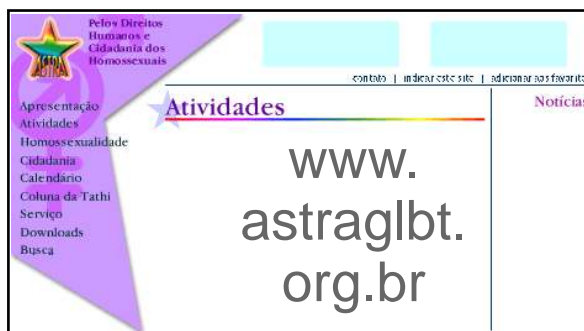 Pelos Direitos
Humanos e
Cidadania dos
Homossexuais
ASTRA
contato | indicar este site | adicionar aos favorit
Apresentação
Atividades
Homossexualidade
Cidadania
Calendário
Coluna da Tathi
Serviço
Downloads
Busca
Atividades
www.
astraglbt.
org.br
Notícias